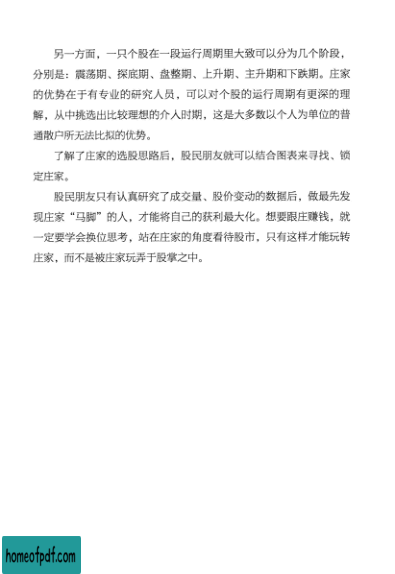 另一方面，一只个股在一段运行周期里大致可以分为几个阶段，
分别是：震荡期、探底期、盘整期、上升期、主升期和下跌期。庄家
的优势在于有专业的研究人员，可以对个股的运行周期有更深的理
解，从中挑选出比较理想的介入时期，这是大多数以个人为单位的普
通散户所无法比拟的优势。
了解了庄家的选股思路后，股民朋友就可以结合图表来寻找、锁
定庄家。
股民朋友只有认真研究了成交量、股价变动的数据后，做最先发
现庄家“马脚”的人，才能将自己的获利最大化。想要跟庄赚钱，就
一定要学会换位思考，站在庄家的角度看待股市，只有这样才能玩转
庄家，而不是被庄家玩弄于股掌之中。
homeofpdf.com